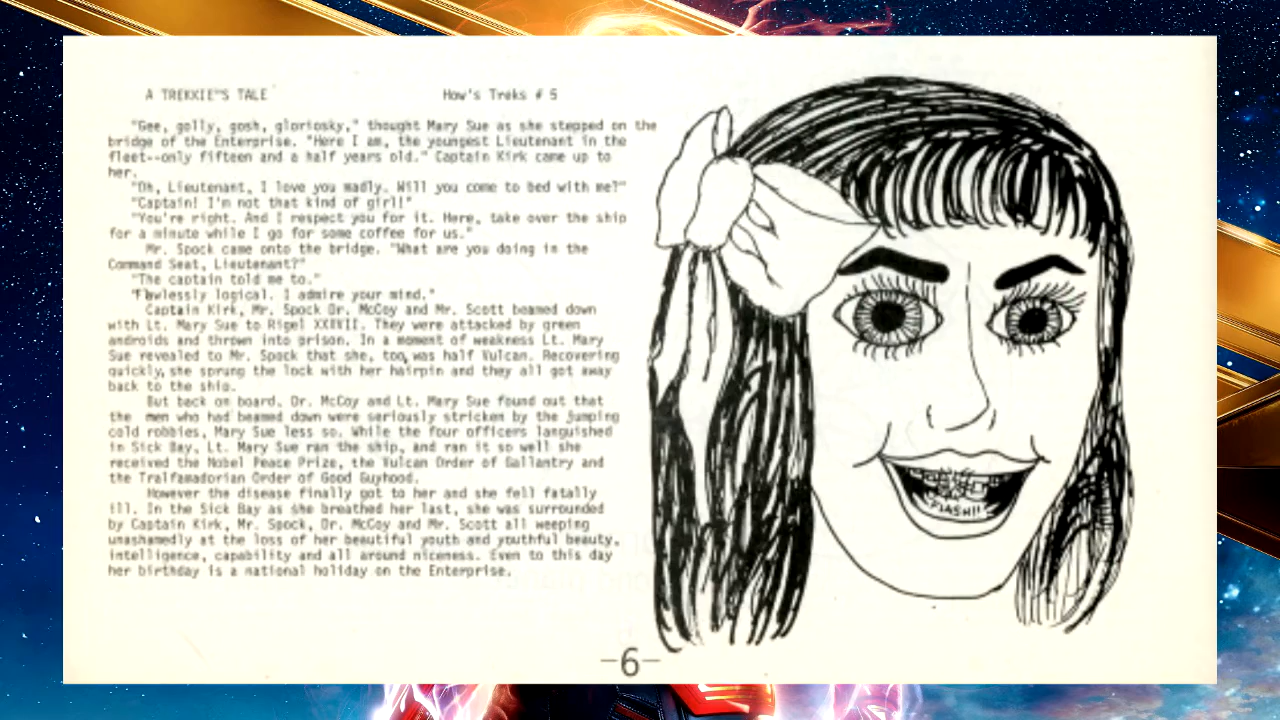 A TREKKIE"S TALE
How's Treks # 5
"Gee, golly, gosh, gloriosky," thought Mary Sue as she stepped on the
bridge of the Enterprise. "Here I am, the youngest Lieutenant in the
fleet--only fifteen and a half years old." Captain Kirk came up to
her.
"Oh, Lieutenant, I love you madly. Will you come to bed with me?"
"Captain! I'm not that kind of girl!"
"You're right. And I respect you for it. Here, take over the ship
for a minute while I go for some coffee for us."
Mr. Spock came onto the bridge. "What are you doing in the
Command Seat, Lieutenant?"
"The captain told me to."
"Flawlessly logical. I admire your mind."
Captain Kirk, Mr. Spock Dr. McCoy and Mr. Scott beamed down
with Lt. Mary Sue to Rigel XXXVII. They were attacked by green
androids and thrown into prison. In a moment of weakness Lt. Mary
Sue revealed to Mr. Spock that she, too, was half Vulcan. Recovering
quickly, she sprung the lock with her hairpin and they all got away
back to the ship.
But back on board, Dr. McCoy and Lt. Mary Sue found out that
the men who had beamed down were seriously stricken by the jumping
cold robbies, Mary Sue less so. While the four officers languished
in Sick Bay, Lt. Mary Sue ran the ship, and ran it so well she
received the Nobel Peace Prize, the Vulcan Order of Gallantry and
the Tralfamadorian Order of Good Guyhood.
However the disease finally got to her and she fell fatally
ill. In the Sick Bay as she breathed her last, she was surrounded
by Captain Kirk, Mr. Spock, Dr. McCoy and Mr. Scott all weeping
unashamedly at the loss of her beautiful youth and youthful beauty,
intelligence, capability and all around niceness. Even to this day
her birthday is a national holiday on the Enterprise.
FLASH!!
-6-